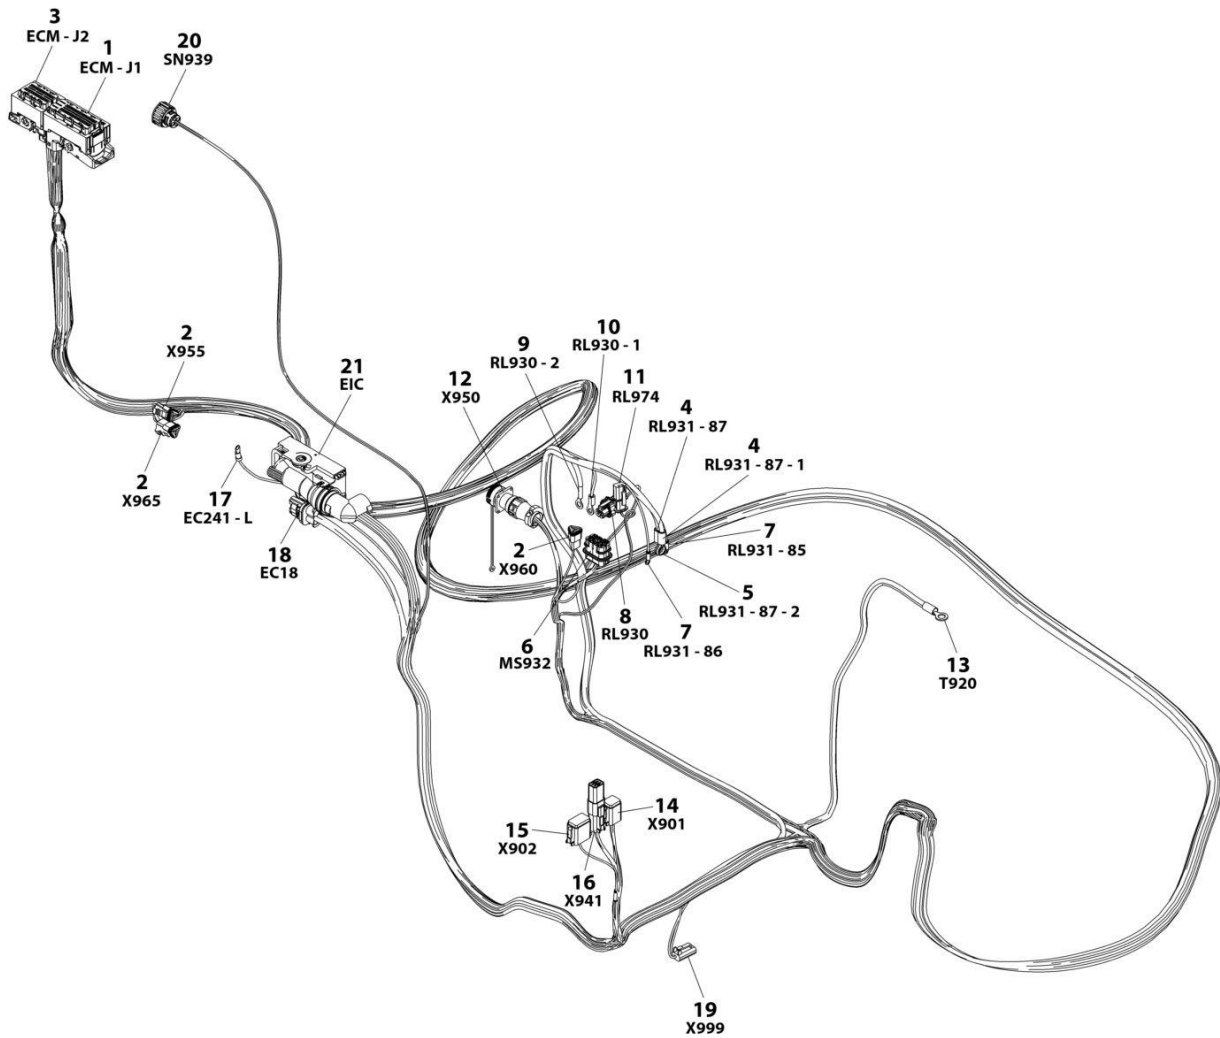 3
ECM - J2
1
ECM - J1
20
SN939
2
X955
21
EIC
12
X950
9
RL930 - 2
10
RL930 - 1
11
RL974
4
RL931 - 87
4
RL931 - 87 - 1
2
X965
17
EC241 - L
18
EC18
2
X960
7
RL931 - 85
5
RL931 - 87 - 2
8
RL930
7
RL931 - 86
6
MS932
13
T920
14
X901
15
X902
16
X941
19
X999